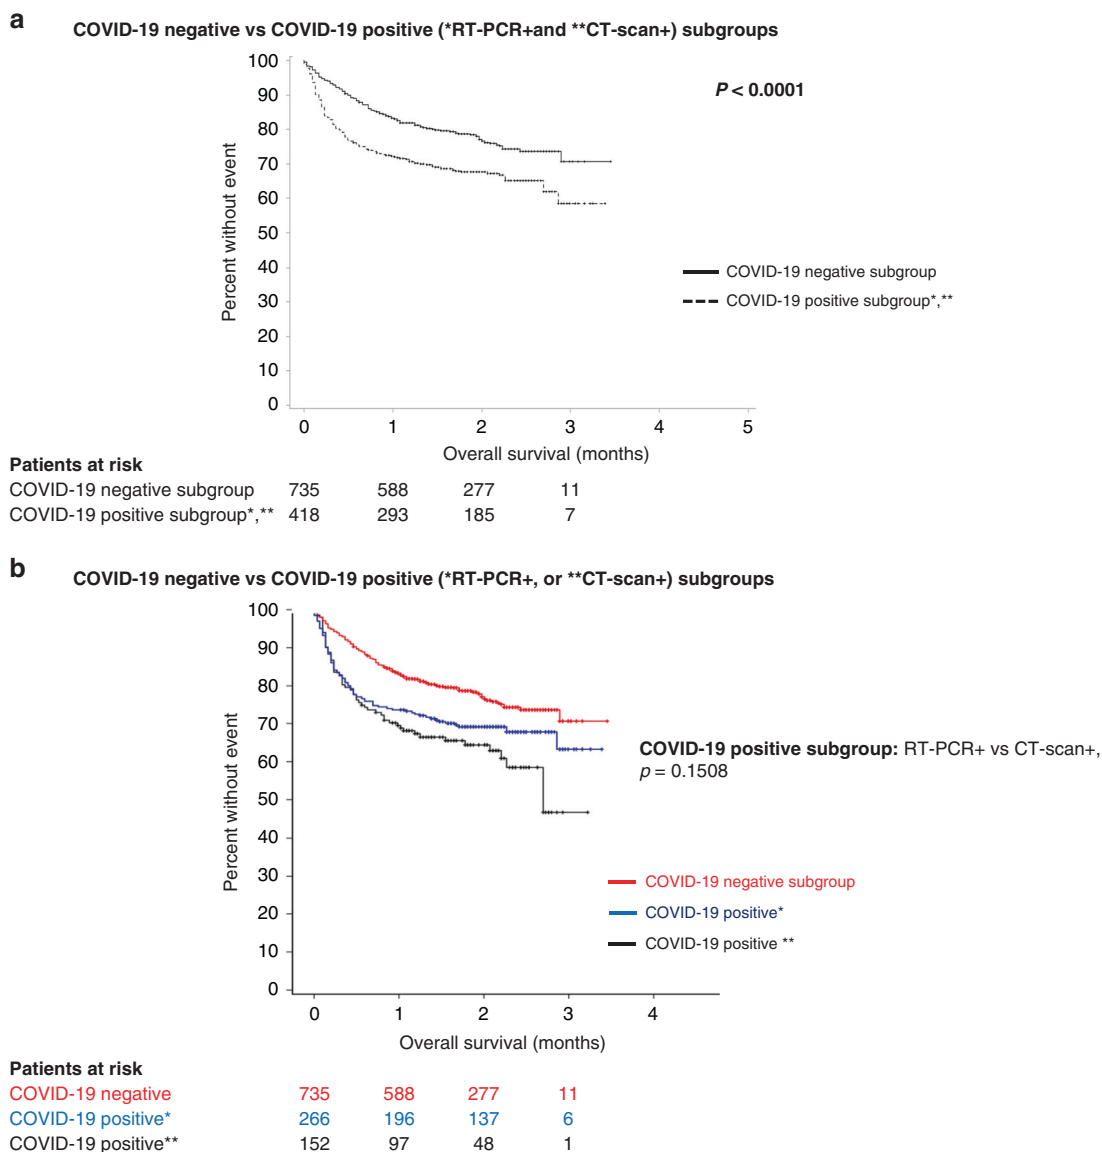 a
COVID-19 negative vs COVID-19 positive (*RT-PCR+and **CT-scan+) subgroups
100
90
80
70
60
50
40
30
20
10
0
Percent without event
P < 0.0001
COVID-19 negative subgroup
COVID-19 positive subgroup*,**
0 1 2 3 4 5
Overall survival (months)
Patients at risk
COVID-19 negative subgroup 735 588 277 11
COVID-19 positive subgroup*,** 418 293 185 7
b
COVID-19 negative vs COVID-19 positive (*RT-PCR+, or **CT-scan+) subgroups
100
90
80
70
60
50
40
30
20
10
0
Percent without event
COVID-19 positive subgroup: RT-PCR+ vs CT-scan+,
p = 0.1508
COVID-19 negative subgroup
COVID-19 positive*
COVID-19 positive **
0 1 2 3 4
Overall survival (months)
Patients at risk
COVID-19 negative 735 588 277 11
COVID-19 positive* 266 196 137 6
COVID-19 positive** 152 97 48 1